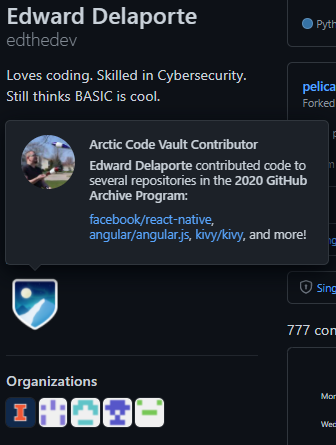 Edward Delaporte
edthedev
Loves coding. Skilled in Cybersecurity.
Still thinks BASIC is cool.
Arctic Code Vault Contributor
Edward Delaporte contributed code to
several repositories in the 2020 GitHub
Archive Program:
facebook/react-native,
angular/angular.js, kivy/kivy, and more!
Organizations
I
Pyth
pelica
Forked
Sing
777 con
Mon
Wed